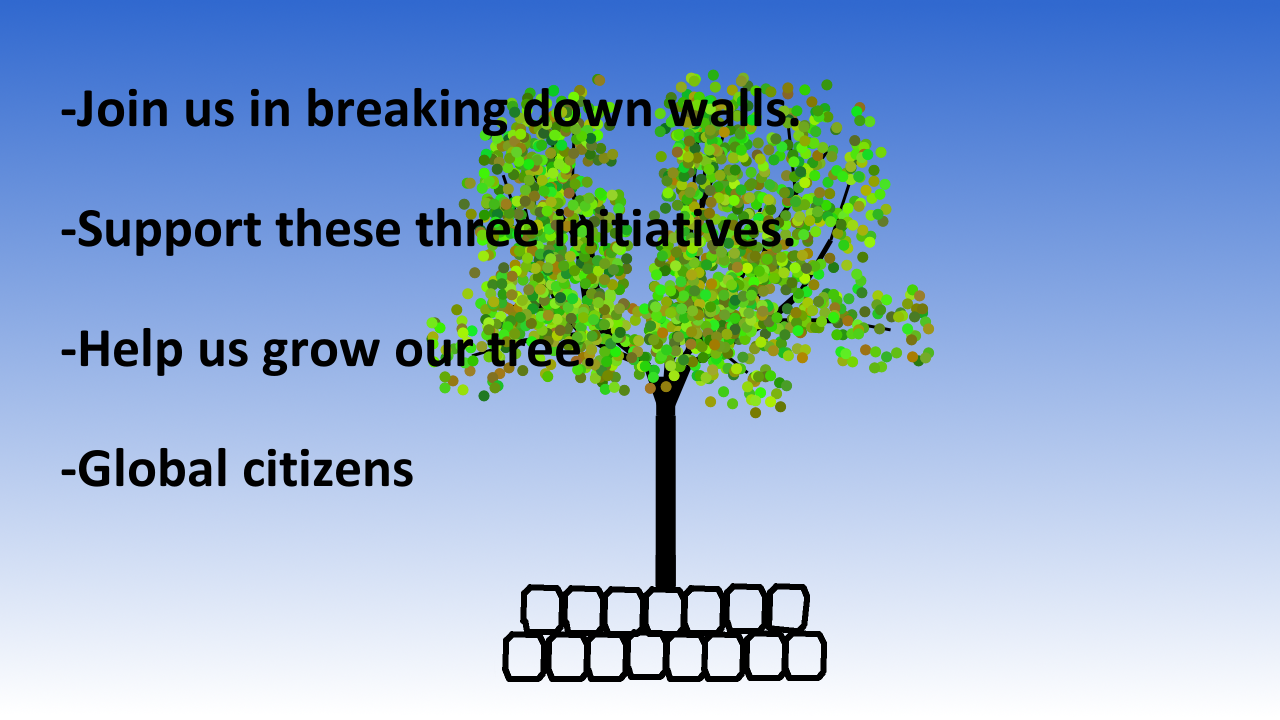 -Join us in breaking down walls.
-Support these three initiatives.
-Help us grow our tree.
-Global citizens